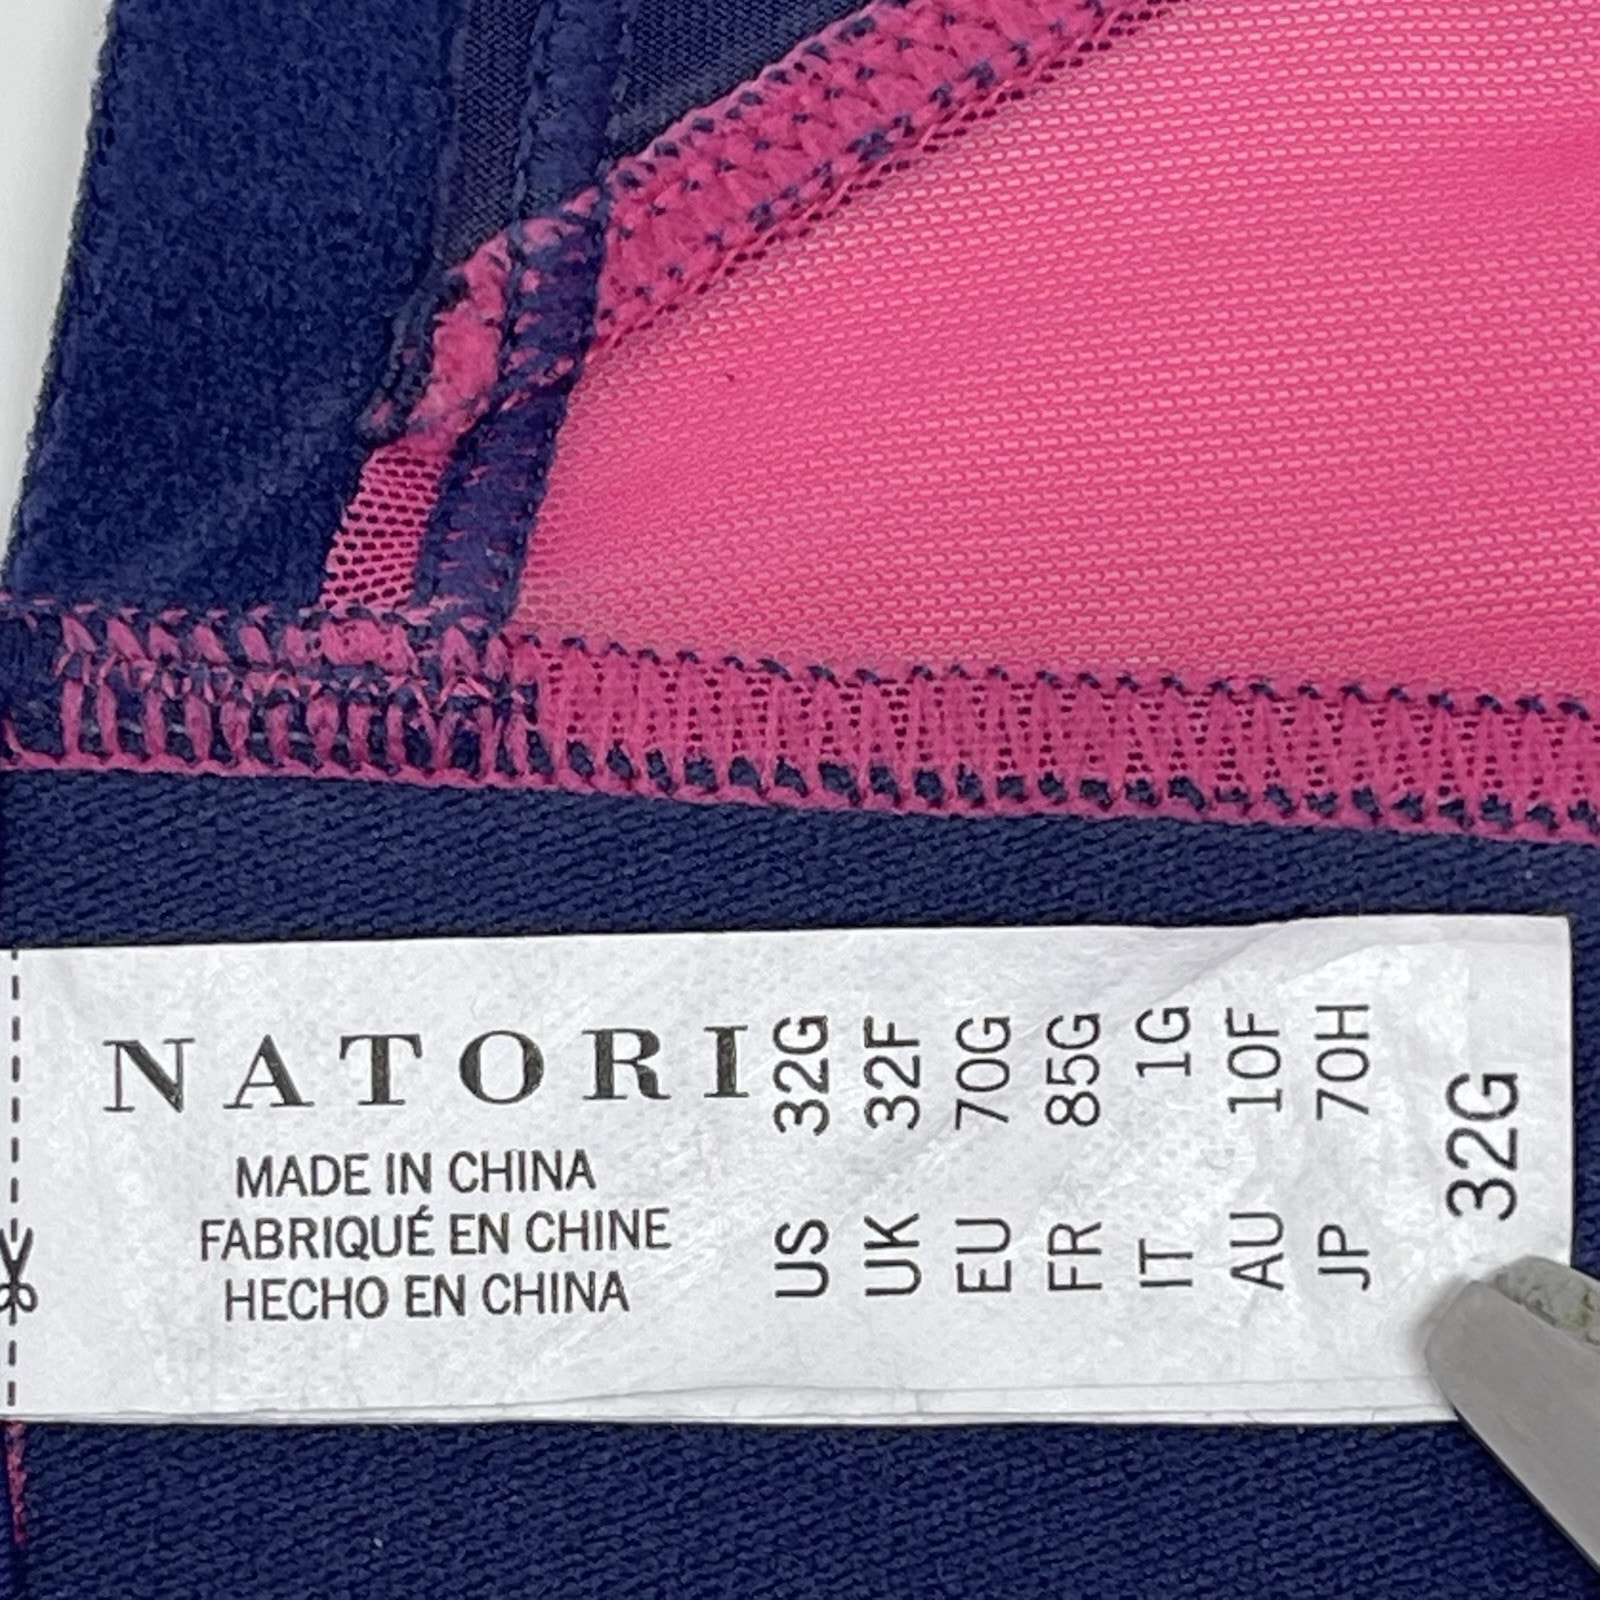 NATORI
MADE IN CHINA
FABRIQUÉ EN CHINE
HECHO EN CHINA
US 32G
UK 32F
EU 70G
FR 85G
IT 1G
AU 10F
JP 70H
32G